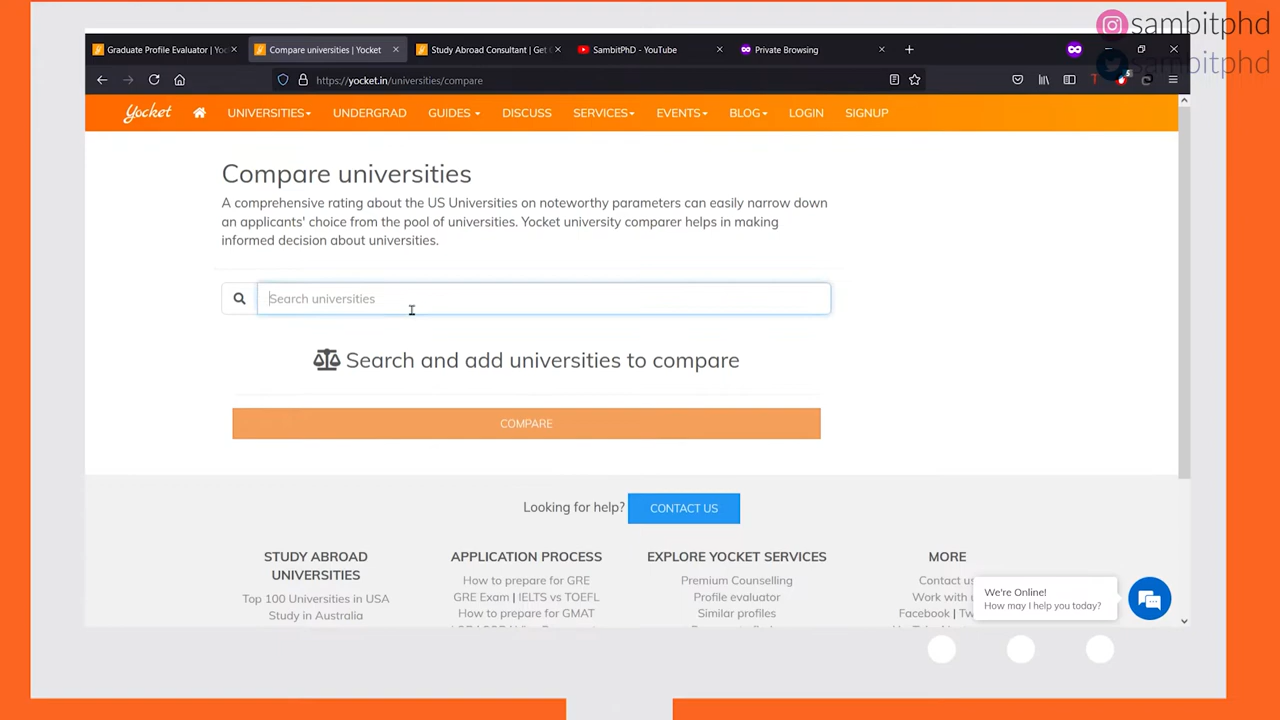 sambitphd
sambitphd
Graduate Profile Evaluator | Yo
Compare universities | Yocket
Study Abroad Consultant | Get
SambitPhD - YouTube
Private Browsing
https://yocket.in/universities/compare
Yocket
UNIVERSITIES
UNDERGRAD
GUIDES
DISCUSS
SERVICES
EVENTS
BLOG
LOGIN
SIGNUP
Compare universities
A comprehensive rating about the US Universities on noteworthy parameters can easily narrow down
an applicants' choice from the pool of universities. Yocket university comparer helps in making
informed decision about universities.
Search universities
Search and add universities to compare
COMPARE
Looking for help?
CONTACT US
STUDY ABROAD
UNIVERSITIES
Top 100 Universities in USA
Study in Australia
APPLICATION PROCESS
How to prepare for GRE
GRE Exam | IELTS vs TOEFL
How to prepare for GMAT
EXPLORE YOCKET SERVICES
Premium Counselling
Profile evaluator
Similar profiles
MORE
Contact us
Work with
Facebook | Tw
We're Online!
How may I help you today?